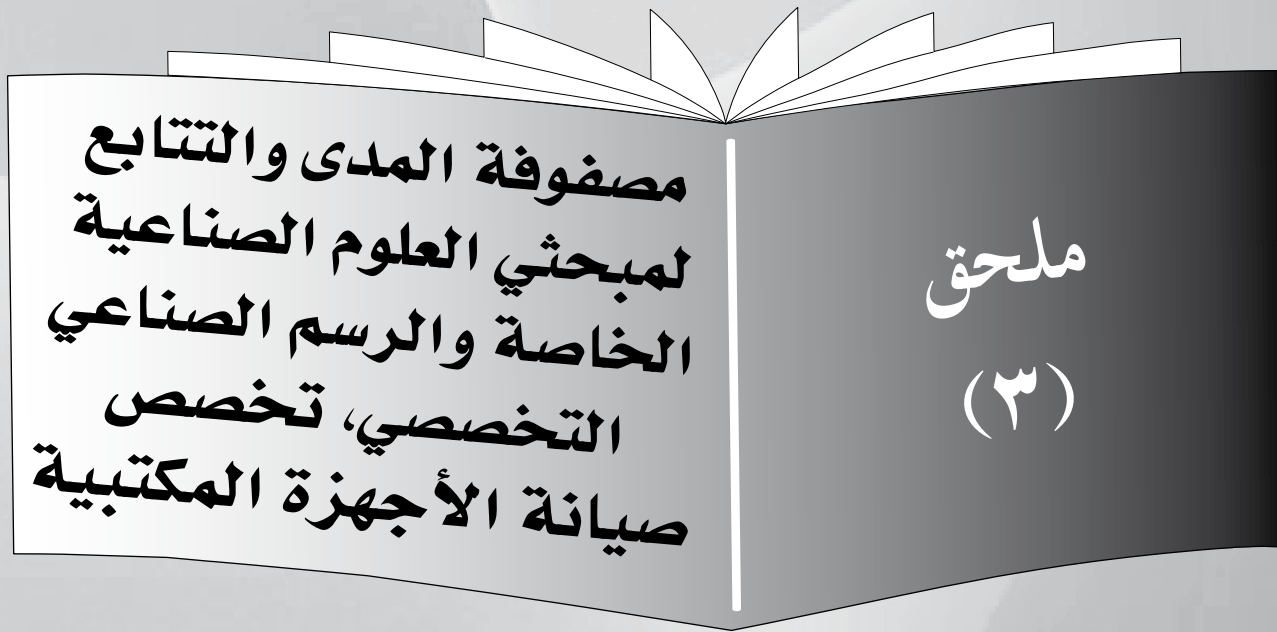 ملحق
(٣)
مصفوفة المدى والتتابع
لمبحثي العلوم الصناعية
الخاصة والرسم الصناعي
التخصصي، تخصص
صيانة الأجهزة المكتبية